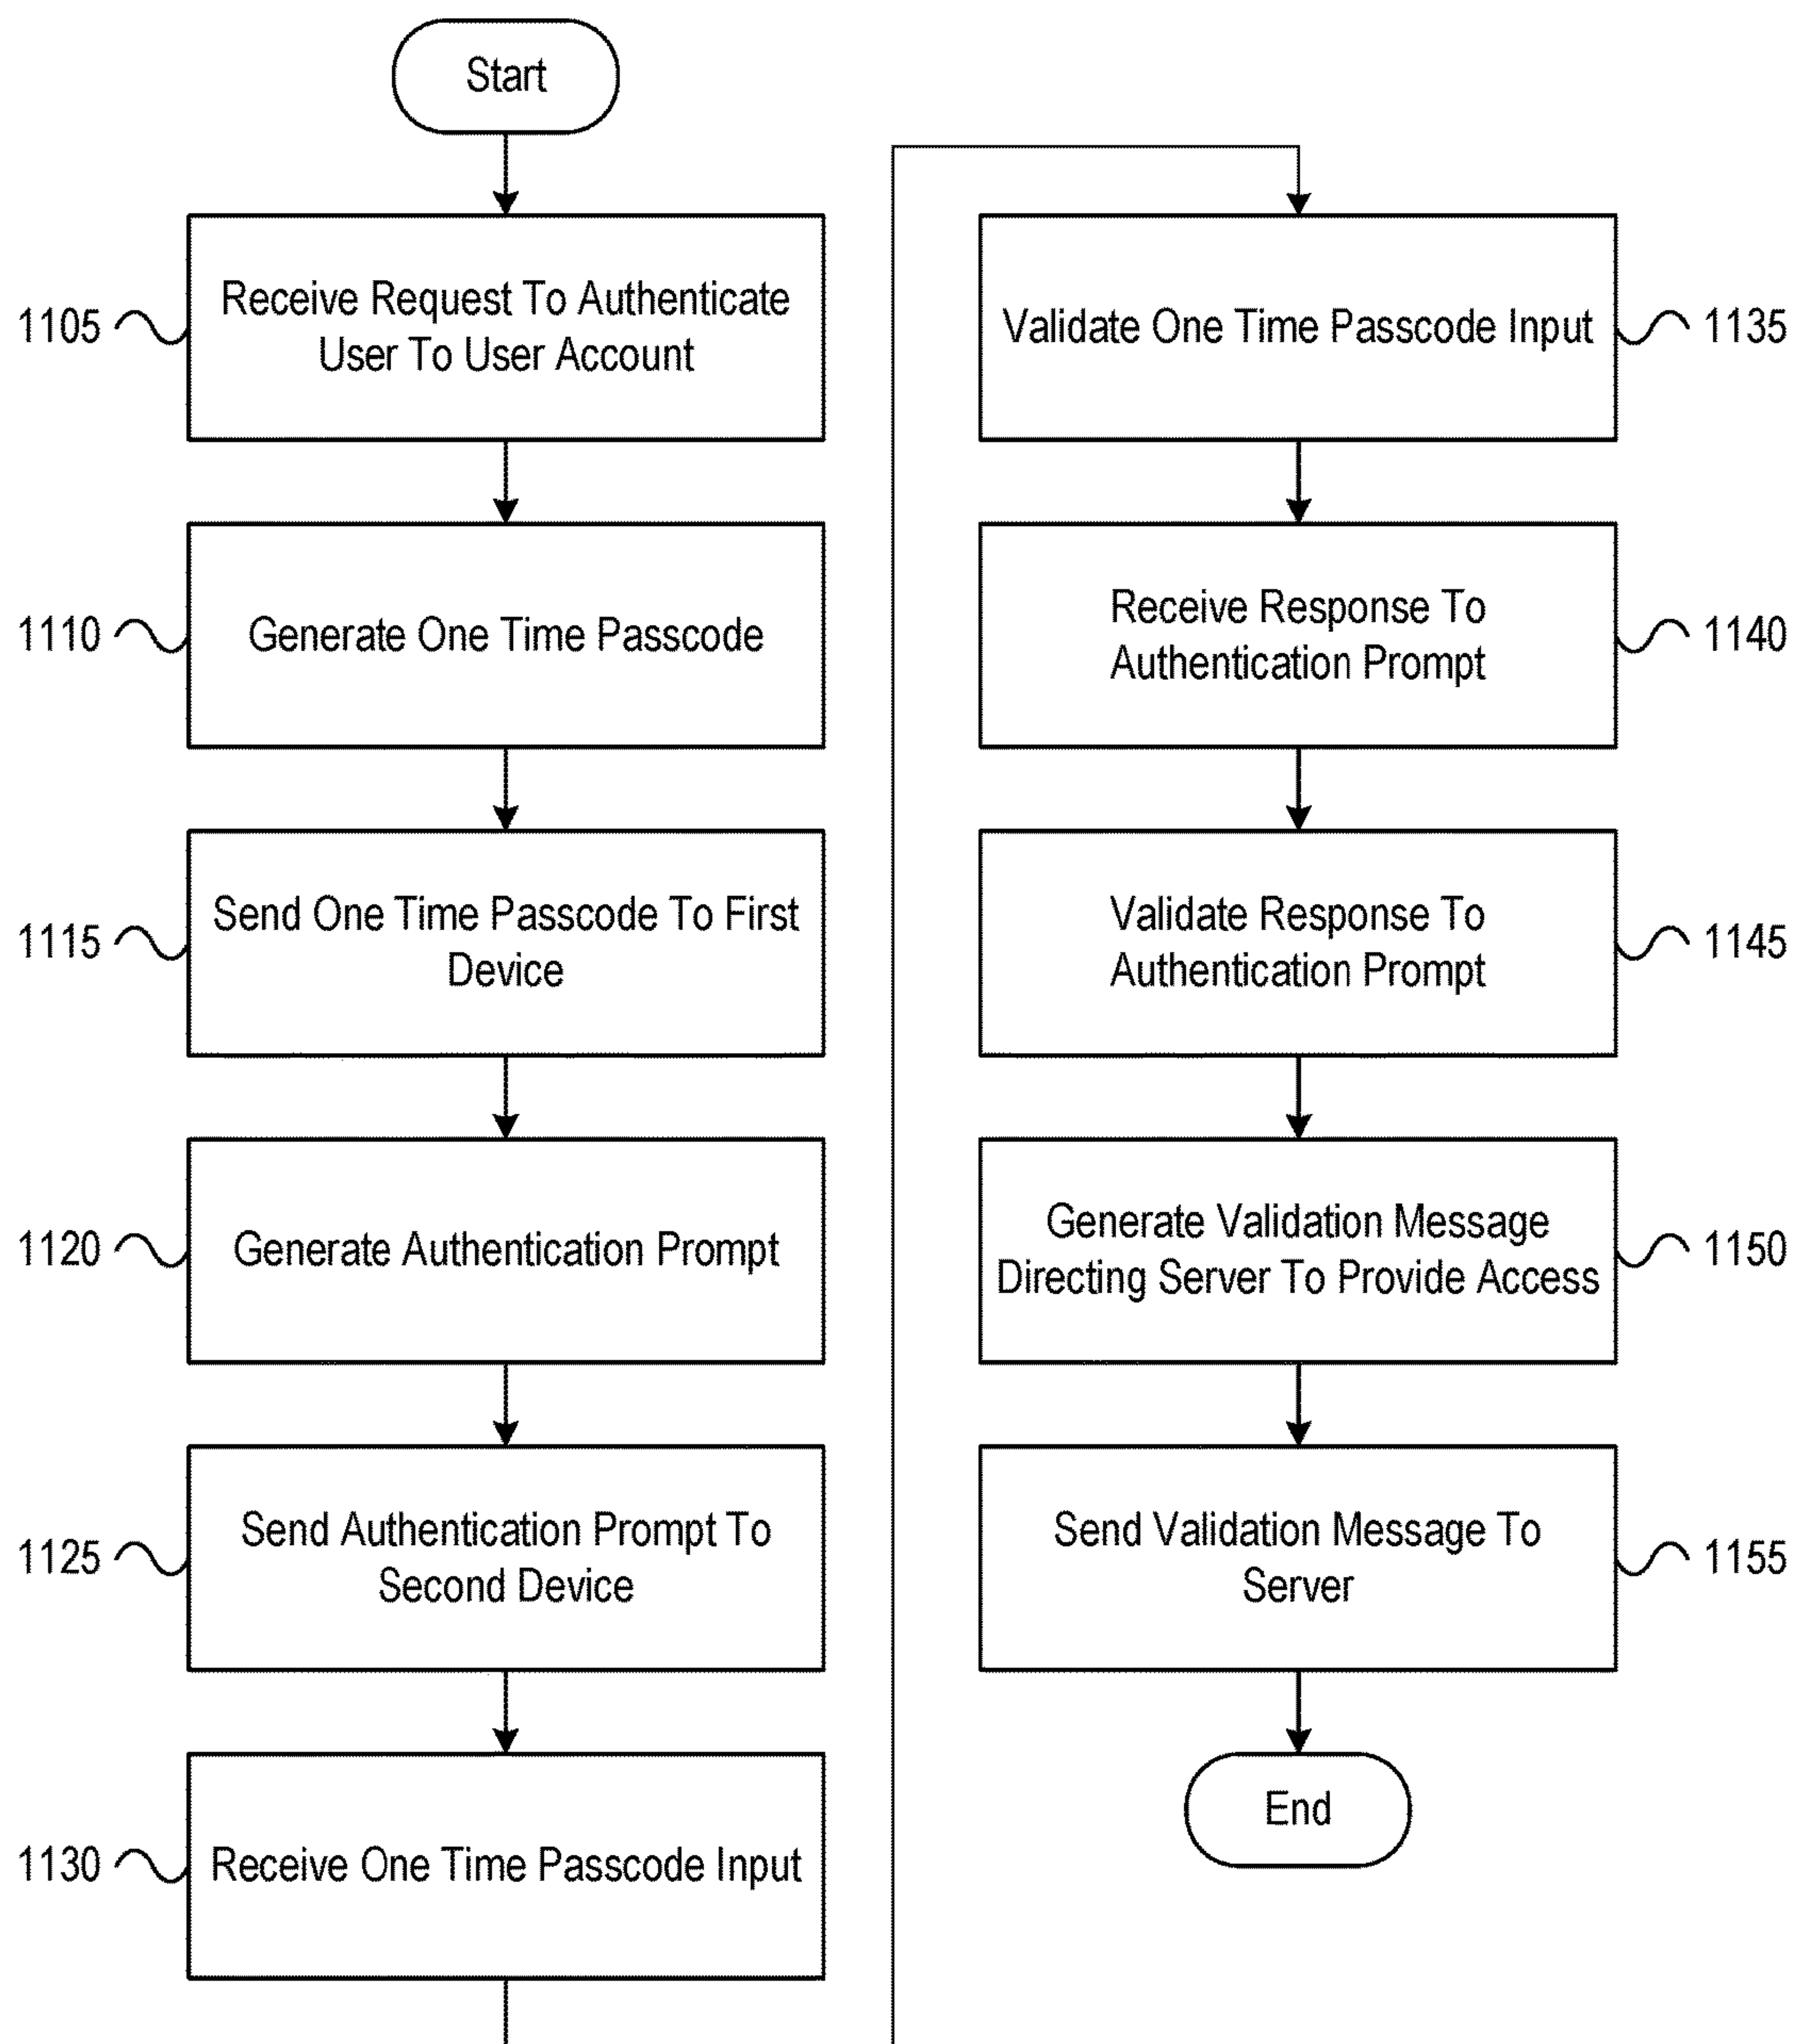 Start
1105
Receive Request To Authenticate
User To User Account
1110
Generate One Time Passcode
1115
Send One Time Passcode To First
Device
1120
Generate Authentication Prompt
1125
Send Authentication Prompt To
Second Device
1130
Receive One Time Passcode Input
Validate One Time Passcode Input
1135
Receive Response To
Authentication Prompt
1140
Validate Response To
Authentication Prompt
1145
Generate Validation Message
Directing Server To Provide Access
1150
Send Validation Message To
Server
1155
End